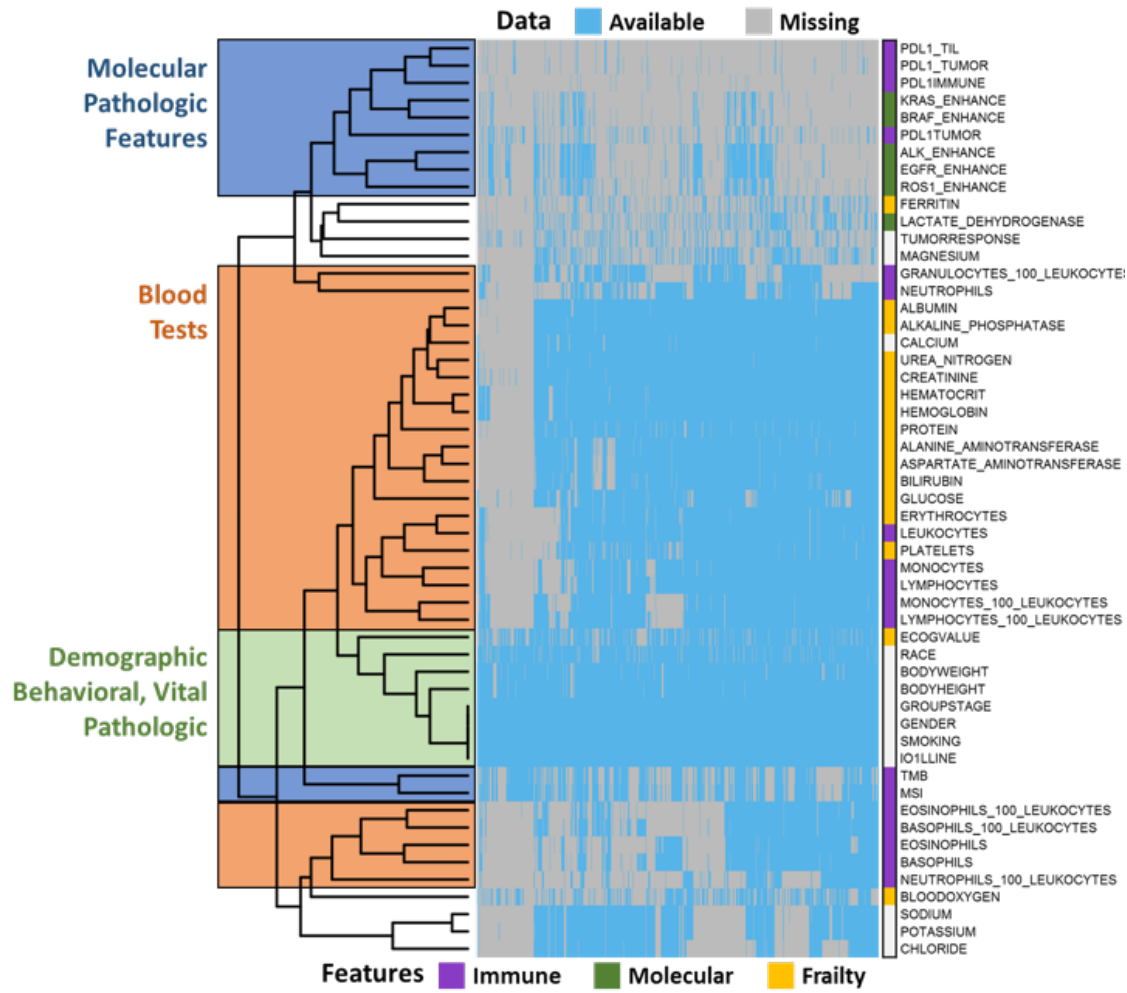 Data Available Missing
Molecular
Pathologic
Features
Blood
Tests
Demographic
Behavioral, Vital
Pathologic
PDL1_TIL
PDL1_TUMOR
PDL1IMMUNE
KRAS_ENHANCE
BRAF_ENHANCE
PDL1TUMOR
ALK_ENHANCE
EGFR_ENHANCE
ROS1_ENHANCE
FERRITIN
LACTATE_DEHYDROGENASE
TUMORRESPONSE
MAGNESIUM
GRANULOCYTES_100_LEUKOCYTES
NEUTROPHILS
ALBUMIN
ALKALINE_PHOSPHATASE
CALCIUM
UREA_NITROGEN
CREATININE
HEMATOCRIT
HEMOGLOBIN
PROTEIN
ALANINE_AMINOTRANSFERASE
ASPARTATE_AMINOTRANSFERASE
BILIRUBIN
GLUCOSE
ERYTHROCYTES
LEUKOCYTES
PLATELETS
MONOCYTES
LYMPHOCYTES
MONOCYTES_100_LEUKOCYTES
LYMPHOCYTES_100_LEUKOCYTES
ECOGVALUE
RACE
BODYWEIGHT
BODYHEIGHT
GROUPSTAGE
GENDER
SMOKING
IO1LLINE
TMB
MSI
EOSINOPHILS_100_LEUKOCYTES
BASOPHILS_100_LEUKOCYTES
EOSINOPHILS
BASOPHILS
NEUTROPHILS_100_LEUKOCYTES
BLOODOXYGEN
SODIUM
POTASSIUM
CHLORIDE
Features Immune Molecular Frailty